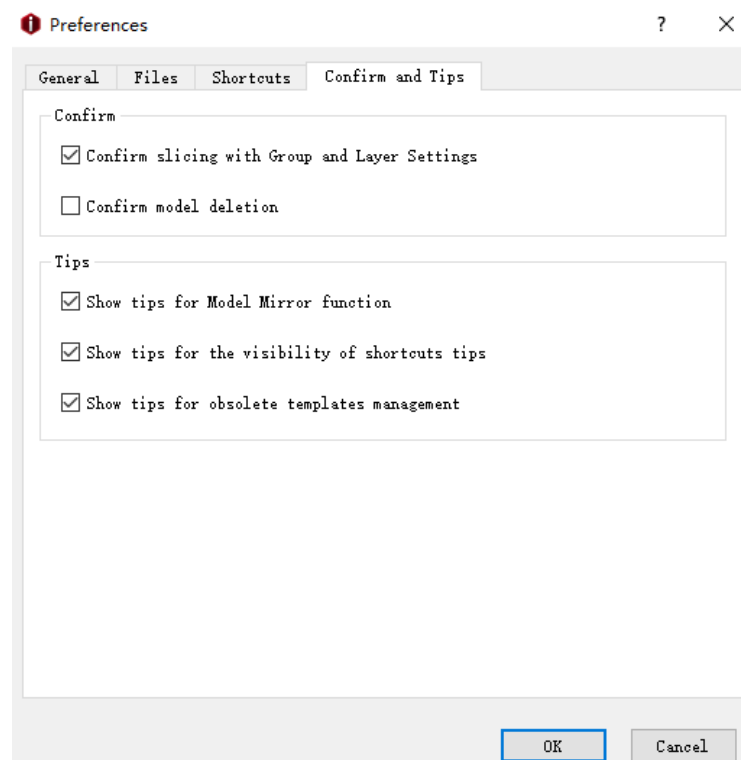 Preferences
General Files Shortcuts Confirm and Tips
Confirm
Confirm slicing with Group and Layer Settings
Confirm model deletion
Tips
Show tips for Model Mirror function
Show tips for the visibility of shortcuts tips
Show tips for obsolete templates management
OK Cancel